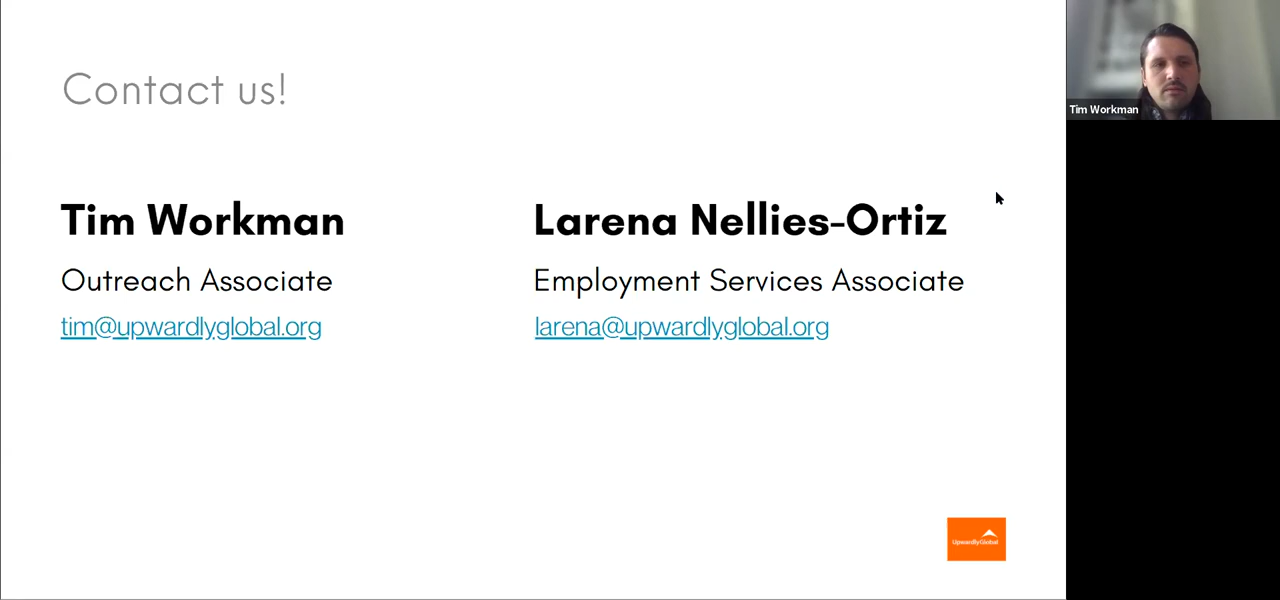 Contact us!
Tim Workman
Outreach Associate
tim@upwardlyglobal.org
Larena Nellies-Ortiz
Employment Services Associate
larena@upwardlyglobal.org
UpwardlyGlobal
Tim Workman